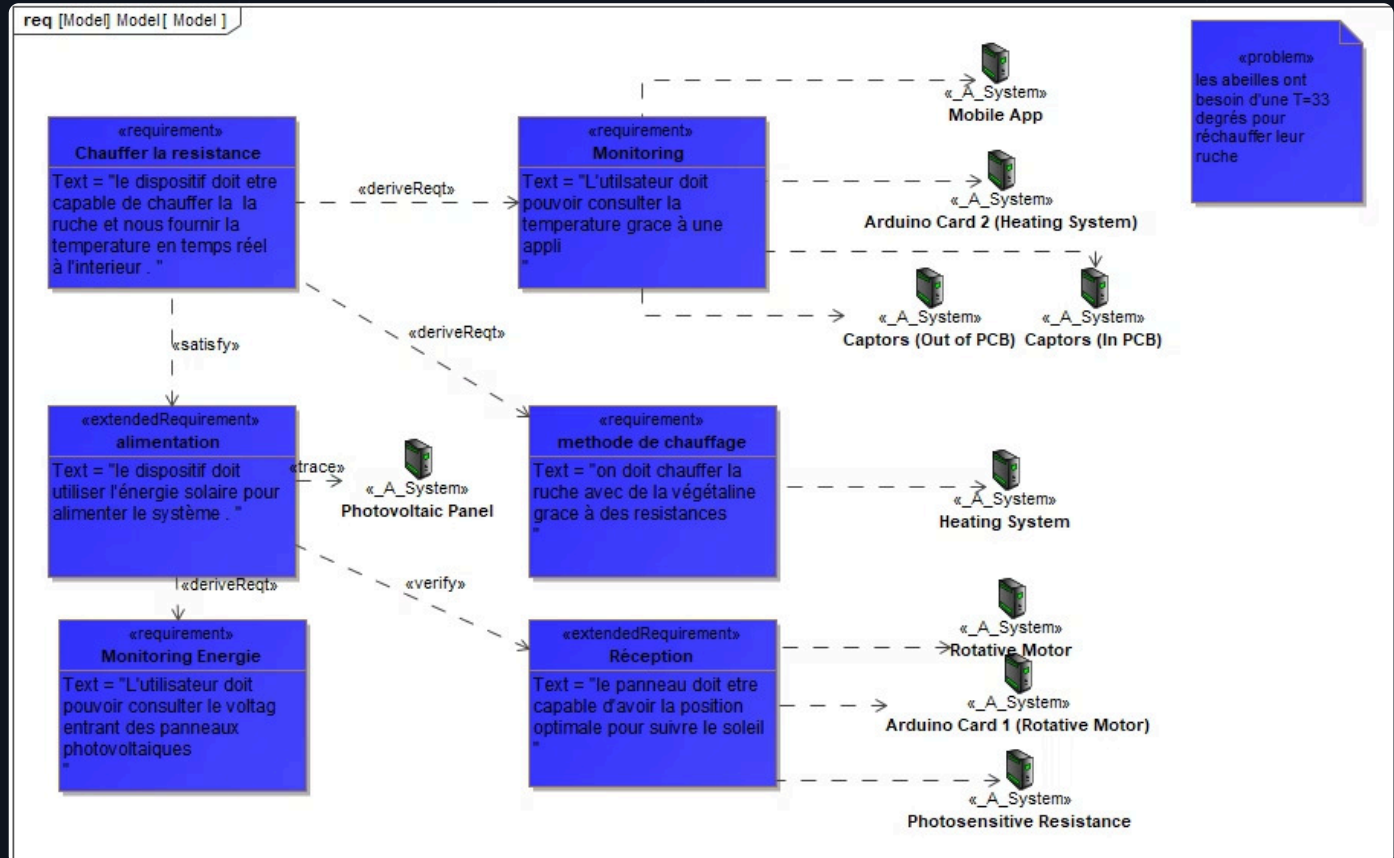 req [Model] Model [ Model ]
«problem»
les abeilles ont
besoin d'une T=33
degrés pour
réchauffer leur
ruche
«_A_System»
Mobile App
«requirement»
Chauffer la resistance
Text = "le dispositif doit etre
capable de chauffer la  la
ruche et nous fournir la
temperature en temps réel
à l'interieur . "
«deriveReqt»
«requirement»
Monitoring
Text = "L'utilsateur doit
pouvoir consulter la
temperature grace à une
appli
"
«_A_System»
Arduino Card 2 (Heating System)
«_A_System»
Captors (Out of PCB)
«_A_System»
Captors (In PCB)
«satisfy»
«deriveReqt»
«extendedRequirement»
alimentation
Text = "le dispositif doit
utiliser l'énergie solaire pour
alimenter le système . "
«trace»
«_A_System»
Photovoltaic Panel
«requirement»
methode de chauffage
Text = "on doit chauffer la
ruche avec de la végétaline
grace à des resistances
"
«_A_System»
Heating System
«deriveReqt»
«verify»
«requirement»
Monitoring Energie
Text = "L'utilisateur doit
pouvoir consulter le voltag
entrant des panneaux
photovoltaiques
"
«extendedRequirement»
Réception
Text = "le panneau doit etre
capable d'avoir la position
optimale pour suivre le soleil
"
«_A_System»
Rotative Motor
«_A_System»
Arduino Card 1 (Rotative Motor)
«_A_System»
Photosensitive Resistance